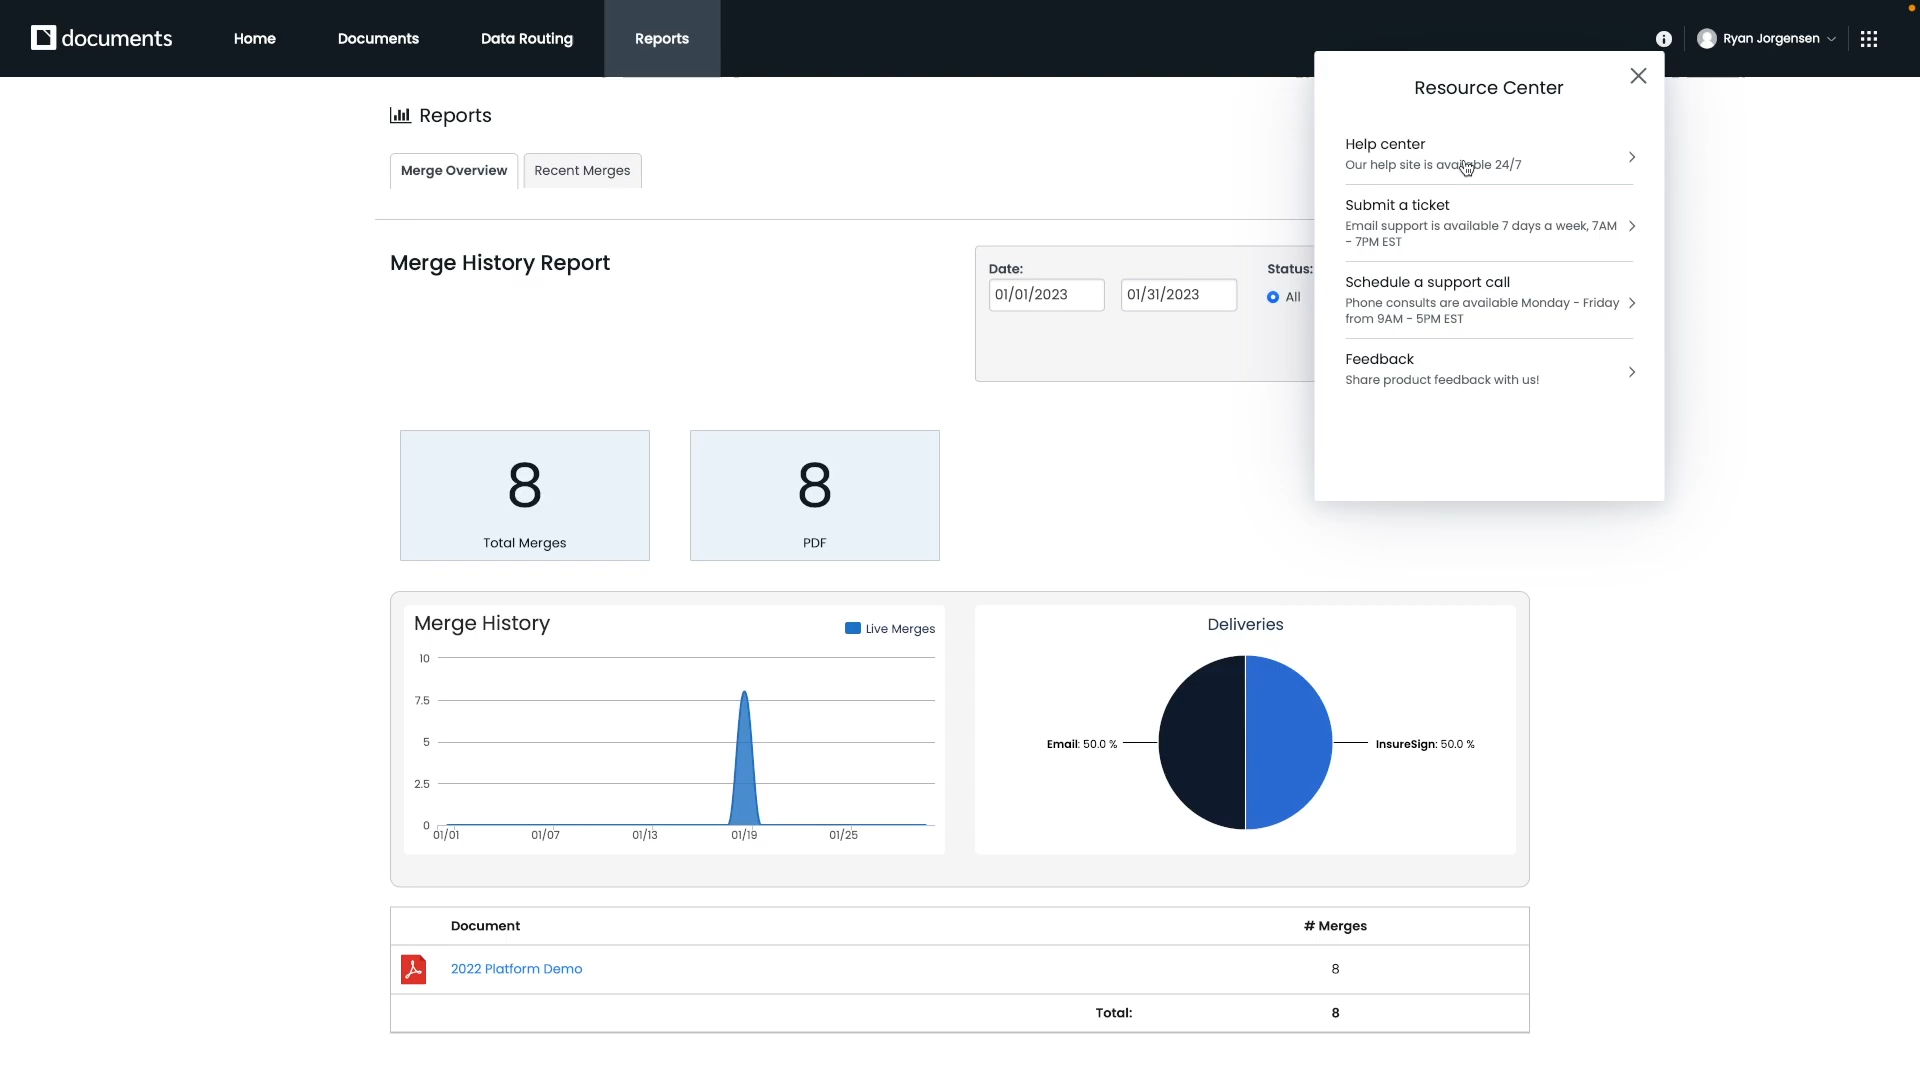 documents
Home
Documents
Data Routing
Reports
Ryan Jorgensen
Reports
Merge Overview
Recent Merges
Merge History Report
Date:
01/01/2023
01/31/2023
Status:
All
Resource Center
Help center
Our help site is available 24/7
Submit a ticket
Email support is available 7 days a week, 7AM
- 7PM EST
Schedule a support call
Phone consults are available Monday - Friday
from 9AM - 5PM EST
Feedback
Share product feedback with us!
8
Total Merges
8
PDF
Merge History
Live Merges
10
7.5
5
2.5
0
01/01
01/07
01/13
01/19
01/25
Deliveries
Email: 50.0 %
InsureSign: 50.0 %
Document
# Merges
2022 Platform Demo
8
Total:
8